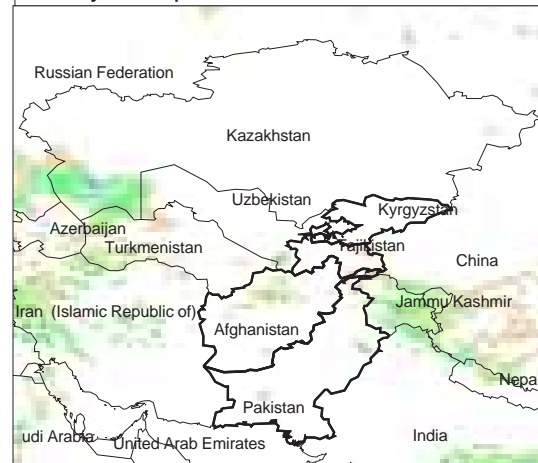 Russian Federation
Kazakhstan
Uzbekistan
Kyrgyzstan
Azerbaijan
Turkmenistan
Tajikistan
China
Iran (Islamic Republic of)
Jammu Kashmir
Afghanistan
Nepa
Pakistan
udi Arabia
United Arab Emirates
India